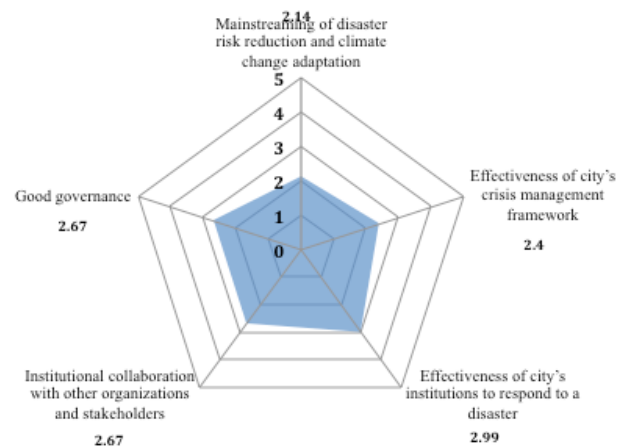 2.14
Mainstreaming of disaster
risk reduction and climate
change adaptation
5
4
3
2
1
0
Effectiveness of city's
crisis management
framework
2.4
Good governance
2.67
Institutional collaboration
with other organizations
and stakeholders
2.67
Effectiveness of city's
institutions to respond to a
disaster
2.99